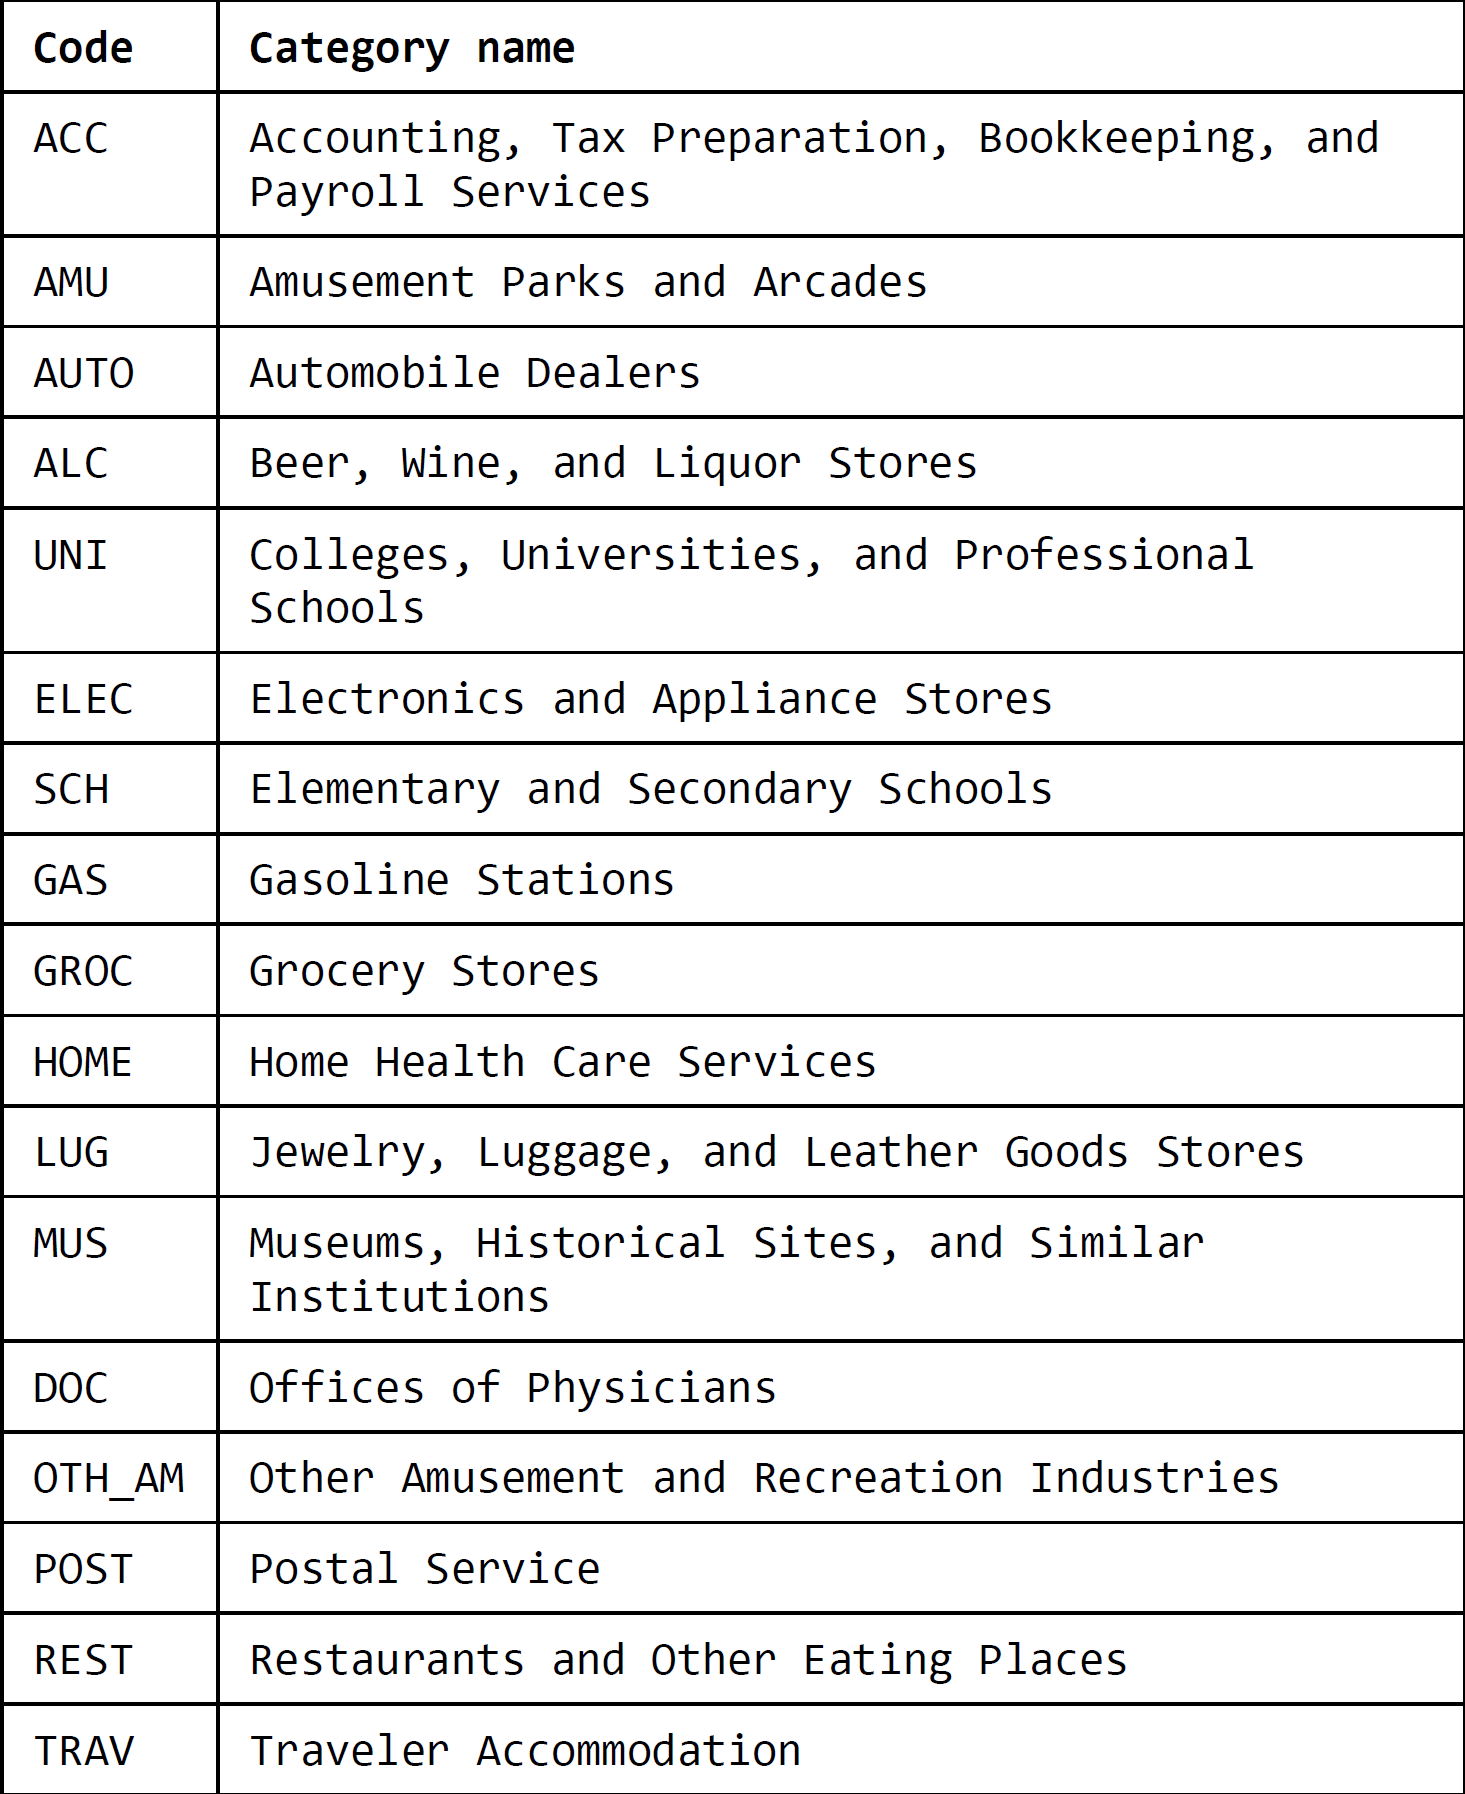 Code Category name
ACC Accounting, Tax Preparation, Bookkeeping, and
Payroll Services
AMU Amusement Parks and Arcades
AUTO Automobile Dealers
ALC Beer, Wine, and Liquor Stores
UNI Colleges, Universities, and Professional
Schools
ELEC Electronics and Appliance Stores
SCH Elementary and Secondary Schools
GAS Gasoline Stations
GROC Grocery Stores
HOME Home Health Care Services
LUG Jewelry, Luggage, and Leather Goods Stores
MUS Museums, Historical Sites, and Similar
Institutions
DOC Offices of Physicians
OTH_AM Other Amusement and Recreation Industries
POST Postal Service
REST Restaurants and Other Eating Places
TRAV Traveler Accommodation